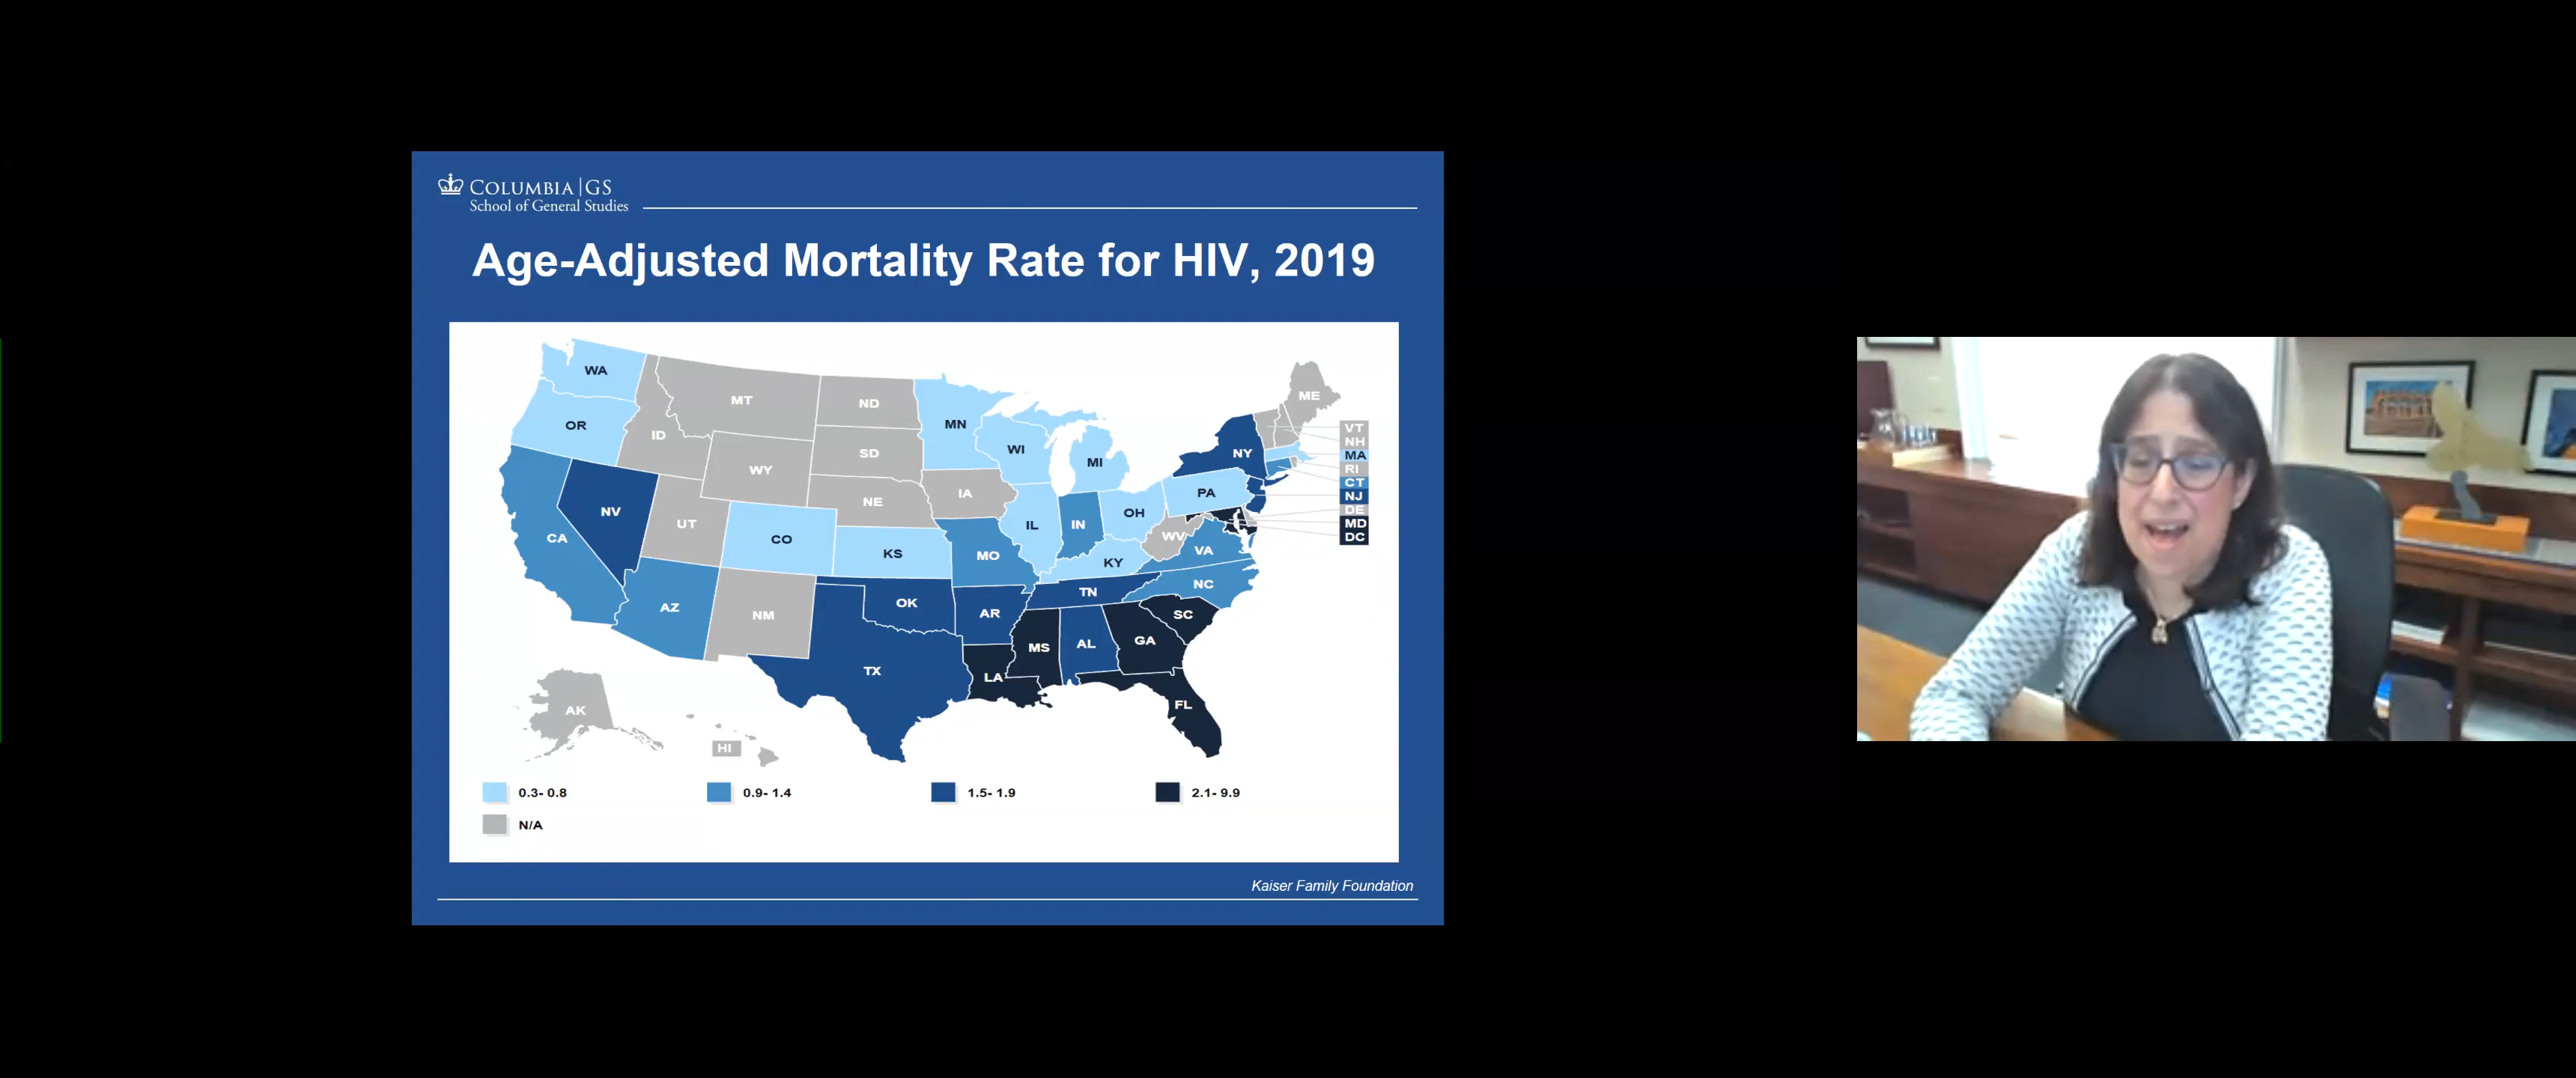 COLUMBIA|GS
School of General Studies
Age-Adjusted Mortality Rate for HIV, 2019
WA
MT
ND
MN
ME
OR
ID
SD
WI
MI
NY
VT
NH
MA
RI
CT
NJ
DE
MD
DC
WY
NE
IA
PA
NV
UT
CO
IL
IN
OH
WV
VA
CA
KS
MO
KY
NC
AZ
NM
OK
AR
TN
SC
TX
MS
AL
GA
LA
FL
AK
HI
0.3- 0.8
0.9- 1.4
1.5- 1.9
2.1- 9.9
N/A
Kaiser Family Foundation